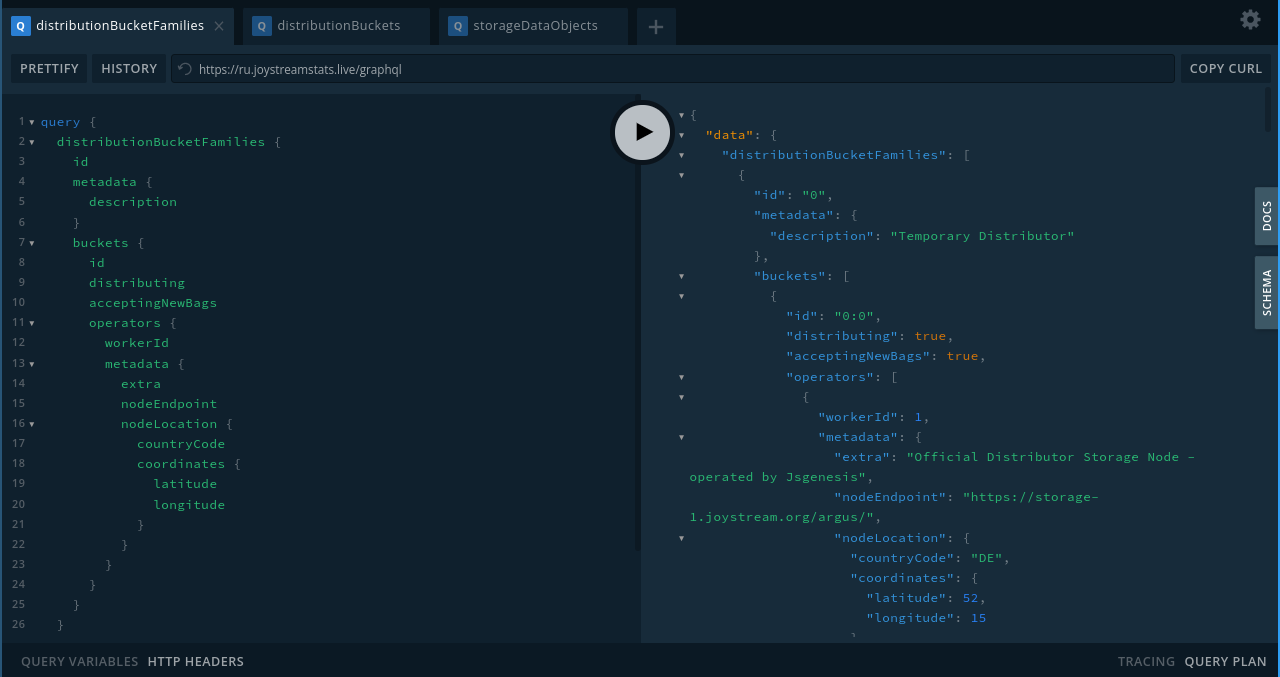 Q distributionBucketFamilies ×
Q distributionBuckets
Q storageDataObjects
+
PRETTIFY HISTORY https://ru.joystreamstats.live/graphql COPY CURL
1 query {
2 distributionBucketFamilies {
3 id
4 metadata {
5 description
6 }
7 buckets {
8 id
9 distributing
10 acceptingNewBags
11 operators {
12 workerId
13 metadata {
14 extra
15 nodeEndpoint
16 nodeLocation {
17 countryCode
18 coordinates {
19 latitude
20 longitude
21 }
22 }
23 }
24 }
25 }
26 }
{
"data": {
"distributionBucketFamilies": [
{
"id": "0",
"metadata": {
"description": "Temporary Distributor"
},
"buckets": [
{
"id": "0:0",
"distributing": true,
"acceptingNewBags": true,
"operators": [
{
"workerId": 1,
"metadata": {
"extra": "Official Distributor Storage Node –
operated by Jsgenesis",
"nodeEndpoint": "https://storage-
1.joystream.org/argus/",
"nodeLocation": {
"countryCode": "DE",
"coordinates": {
"latitude": 52,
"longitude": 15
}
DOCS
SCHEMA
QUERY VARIABLES HTTP HEADERS
TRACING QUERY PLAN